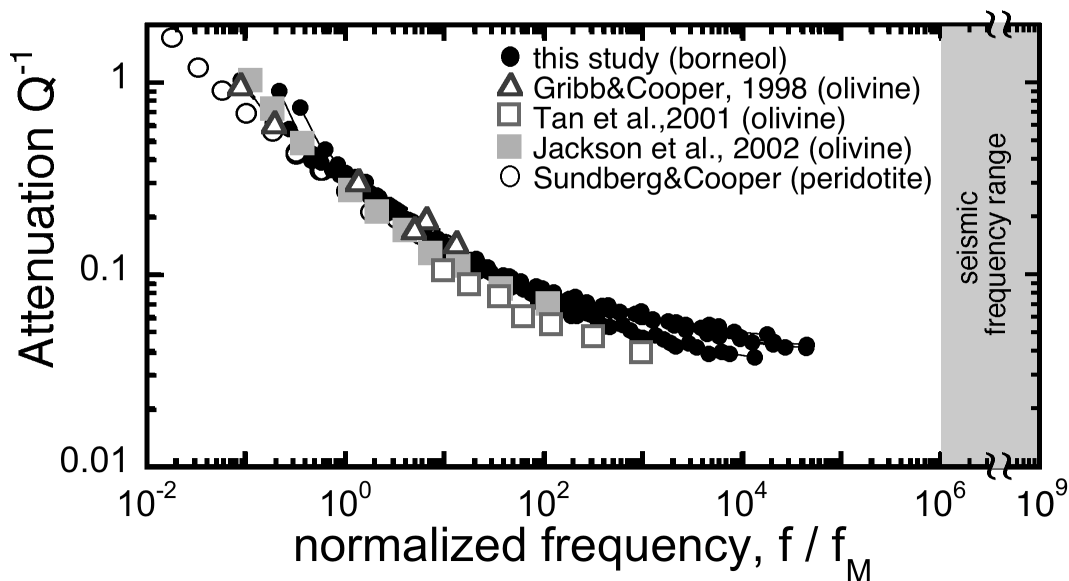 this study (borneol)
Gribb&Cooper, 1998 (olivine)
Tan et al.,2001 (olivine)
Jackson et al., 2002 (olivine)
Sundberg&Cooper (peridotite)
seismic
frequency range
Attenuation Q⁻¹
1
0.1
0.01
10⁻² 10⁰ 10² 10⁴ 10⁶ 10⁹
normalized frequency, f / f_M